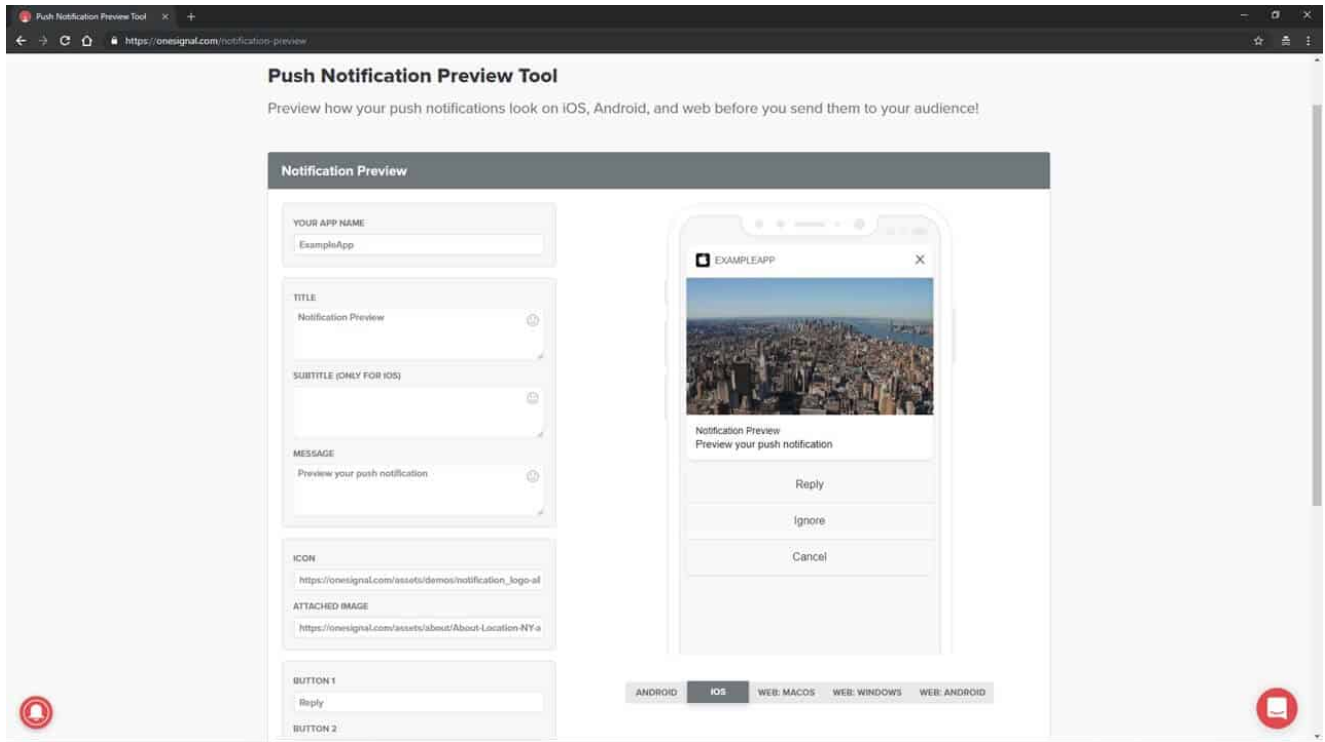 Push Notification Preview Tool
https://onesignal.com/notification-preview
Push Notification Preview Tool
Preview how your push notifications look on iOS, Android, and web before you send them to your audience!
Notification Preview
YOUR APP NAME
ExampleApp
TITLE
Notification Preview
SUBTITLE (ONLY FOR IOS)
MESSAGE
Preview your push notification
ICON
https://onesignal.com/assets/demos/notification_logo-al
ATTACHED IMAGE
https://onesignal.com/assets/about/About-Location-NY-a
BUTTON 1
Reply
BUTTON 2
EXAMPLEAPP
Notification Preview
Preview your push notification
Reply
Ignore
Cancel
ANDROID IOS WEB: MACOS WEB: WINDOWS WEB: ANDROID